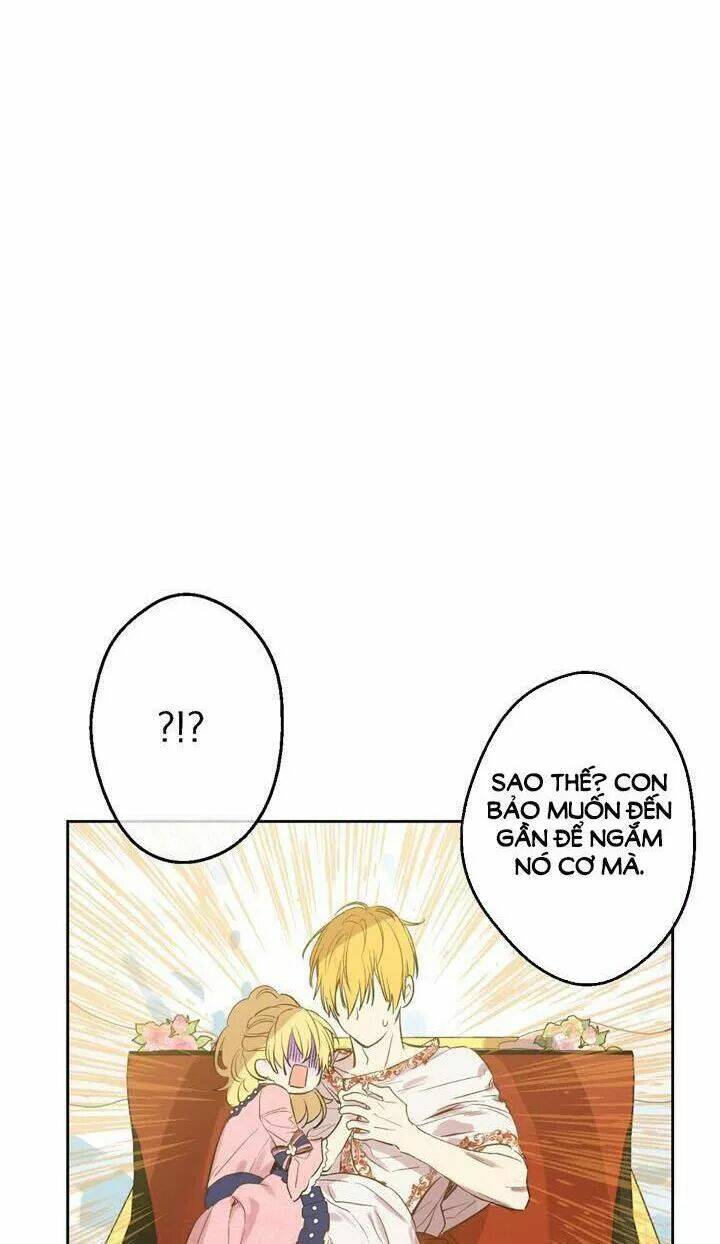 ?!?
SAO THẾ? CON
BẢO MUỐN ĐẾN
GẦN ĐỂ NGẮM
NÓ CƠ MÀ.